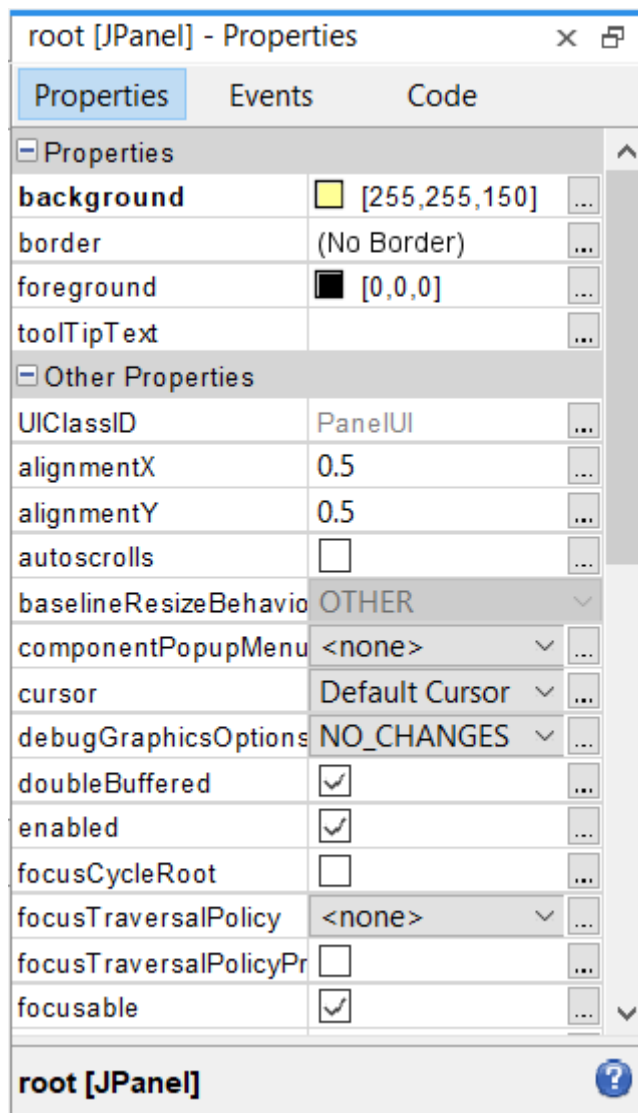 root [JPanel] - Properties
Properties Events Code
Properties
background [255,255,150] ...
border (No Border) ...
foreground [0,0,0] ...
toolTipText ...
Other Properties
UIClassID PanelUI ...
alignmentX 0.5 ...
alignmentY 0.5 ...
autoscrolls ...
baselineResizeBehavio OTHER
componentPopupMenu <none> ...
cursor Default Cursor ...
debugGraphicsOptions NO_CHANGES ...
doubleBuffered ...
enabled ...
focusCycleRoot ...
focusTraversalPolicy <none> ...
focusTraversalPolicyPr ...
focusable ...
root [JPanel] ?